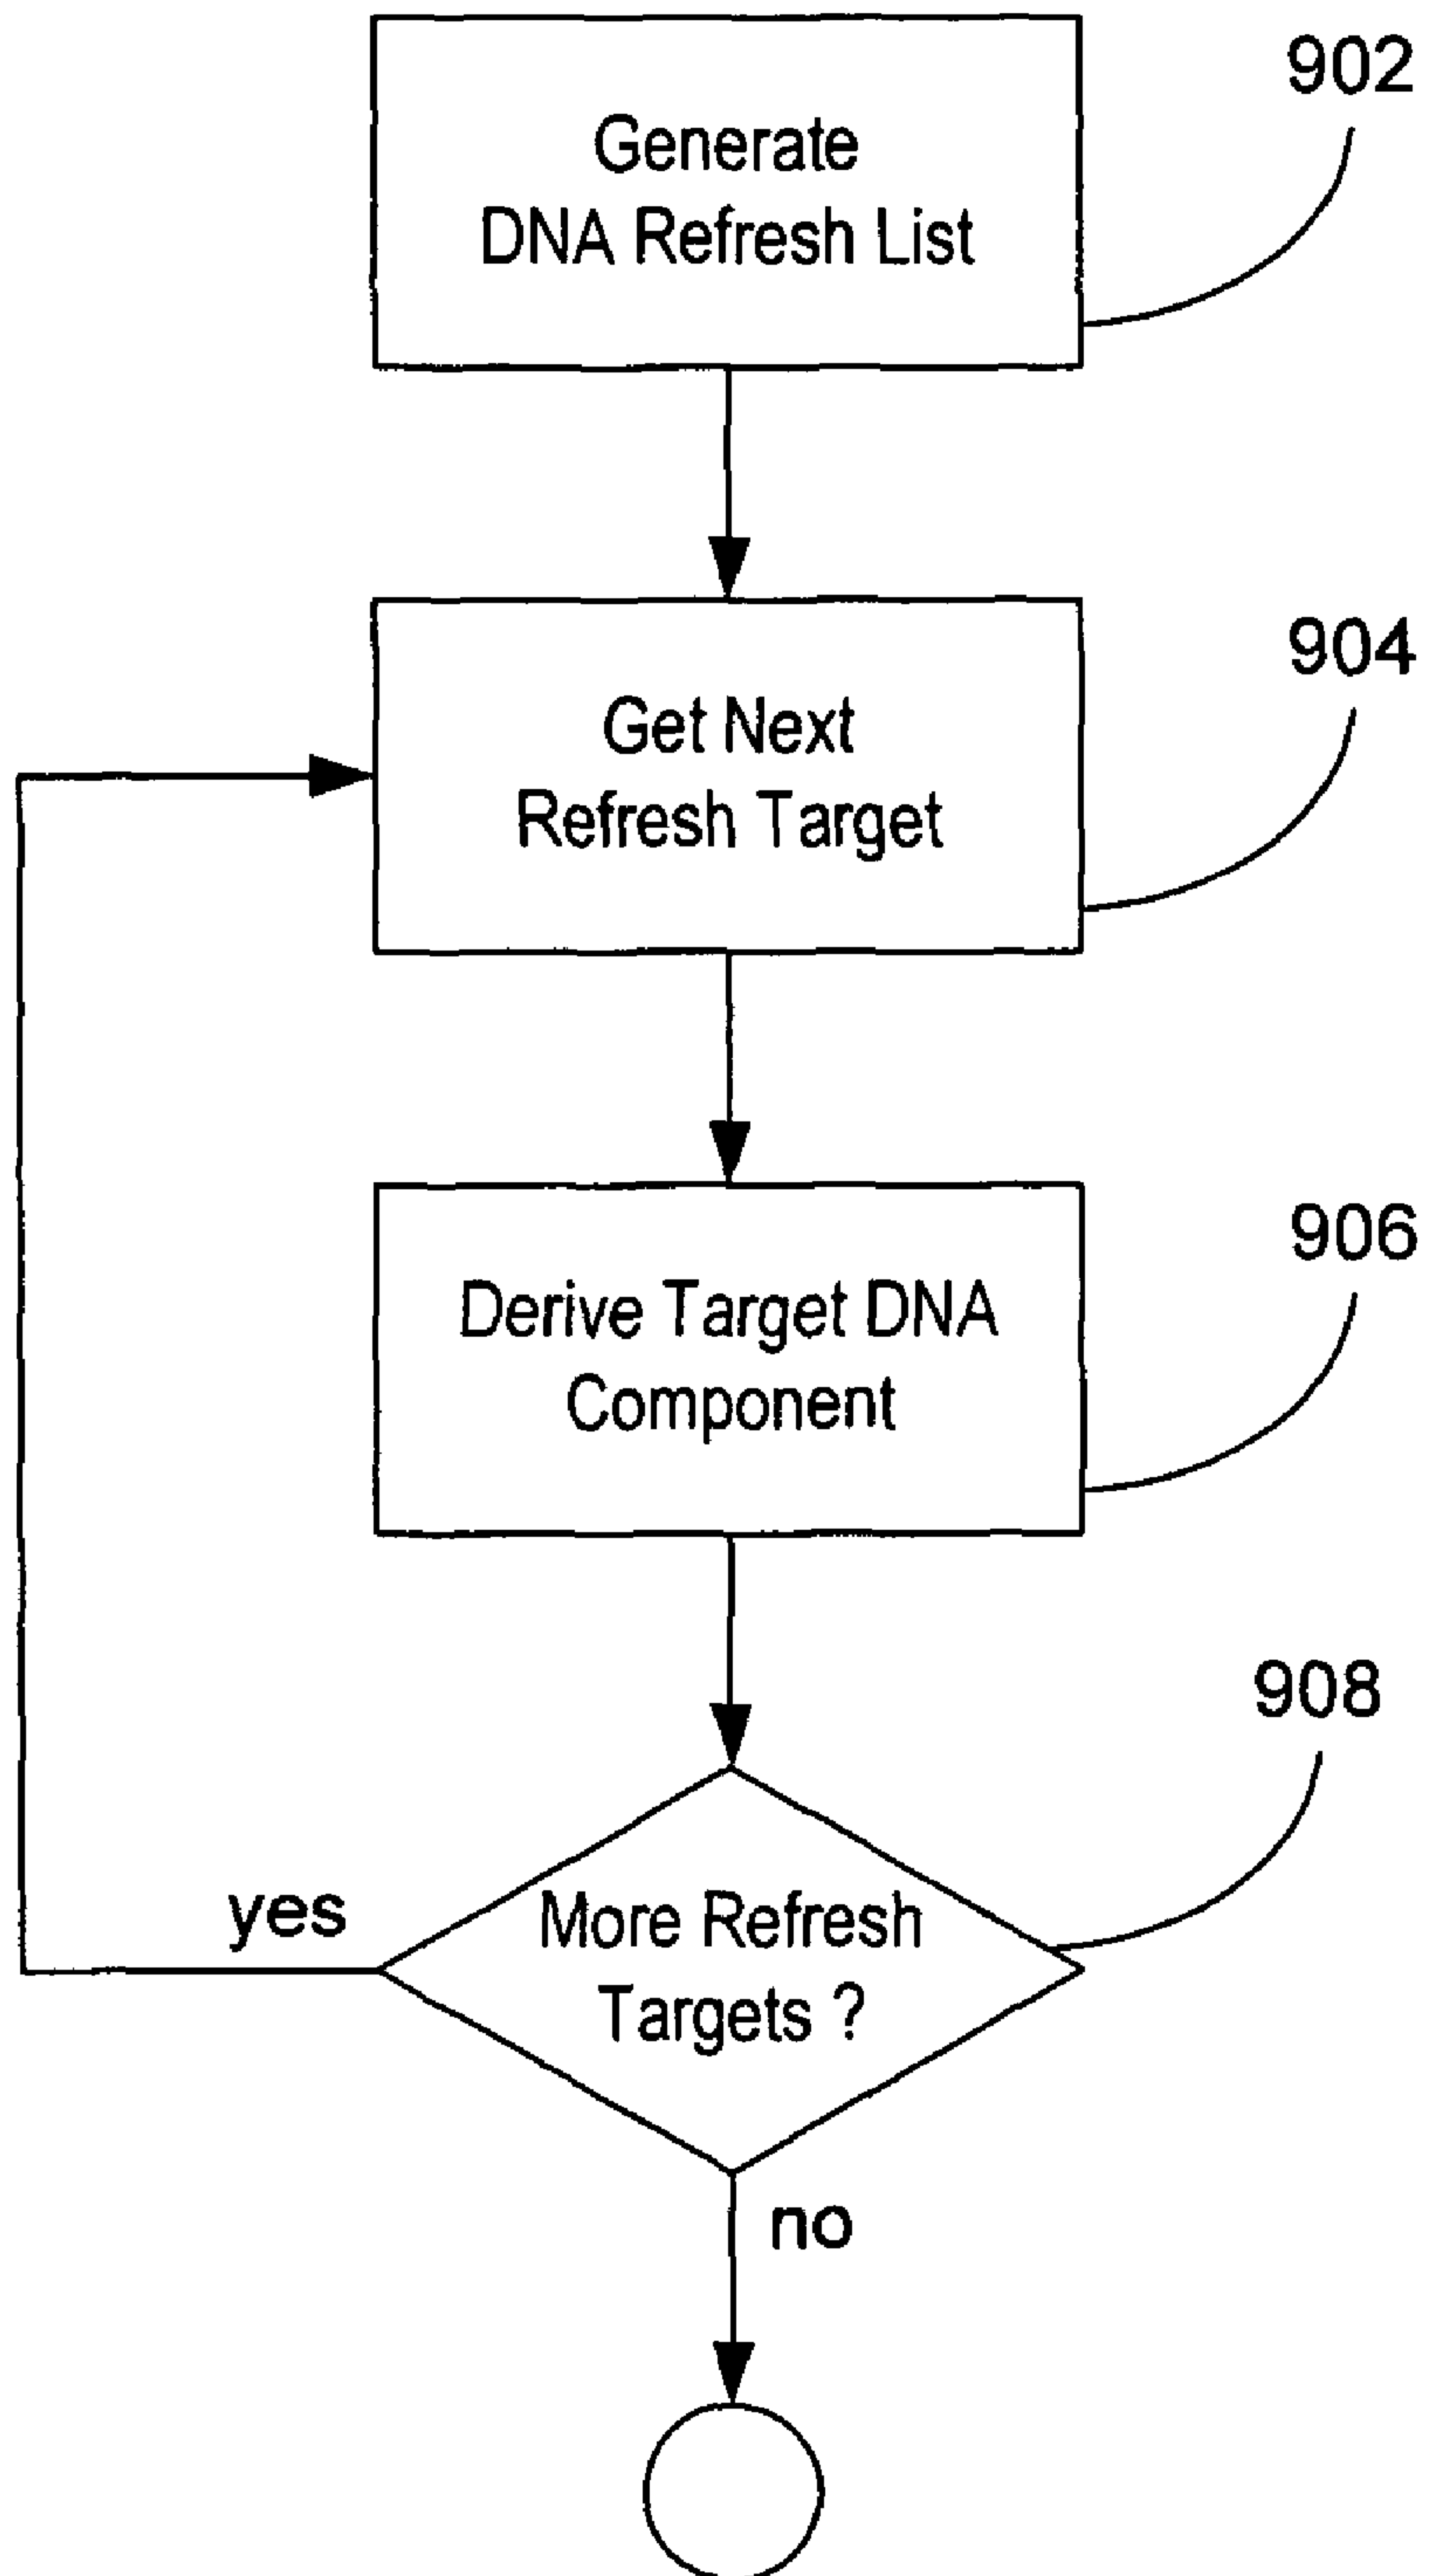 Generate
DNA Refresh List
902
Get Next
Refresh Target
904
Derive Target DNA
Component
906
More Refresh
Targets ?
908
yes
no